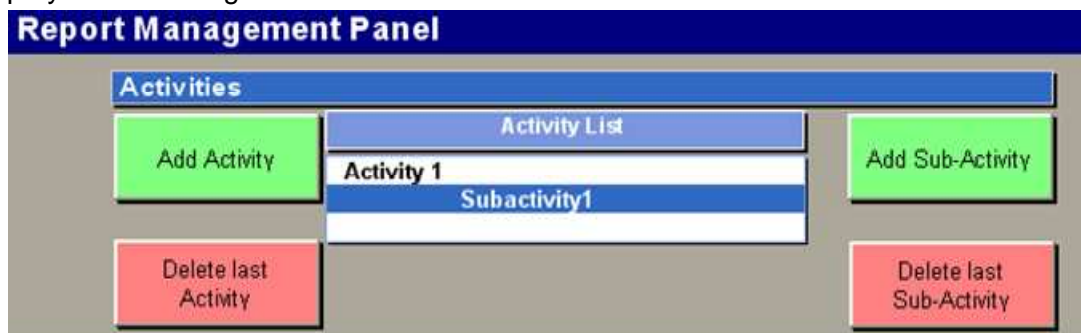 Report Management Panel
Activities
Add Activity
Activity List
Activity 1
Subactivity1
Add Sub-Activity
Delete last
Activity
Delete last
Sub-Activity